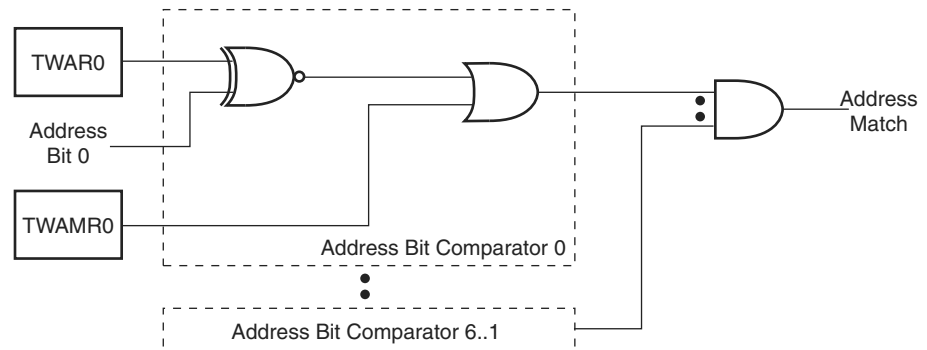 TWAR0
Address
Bit 0
TWAMR0
Address Bit Comparator 0
Address Bit Comparator 6..1
Address
Match